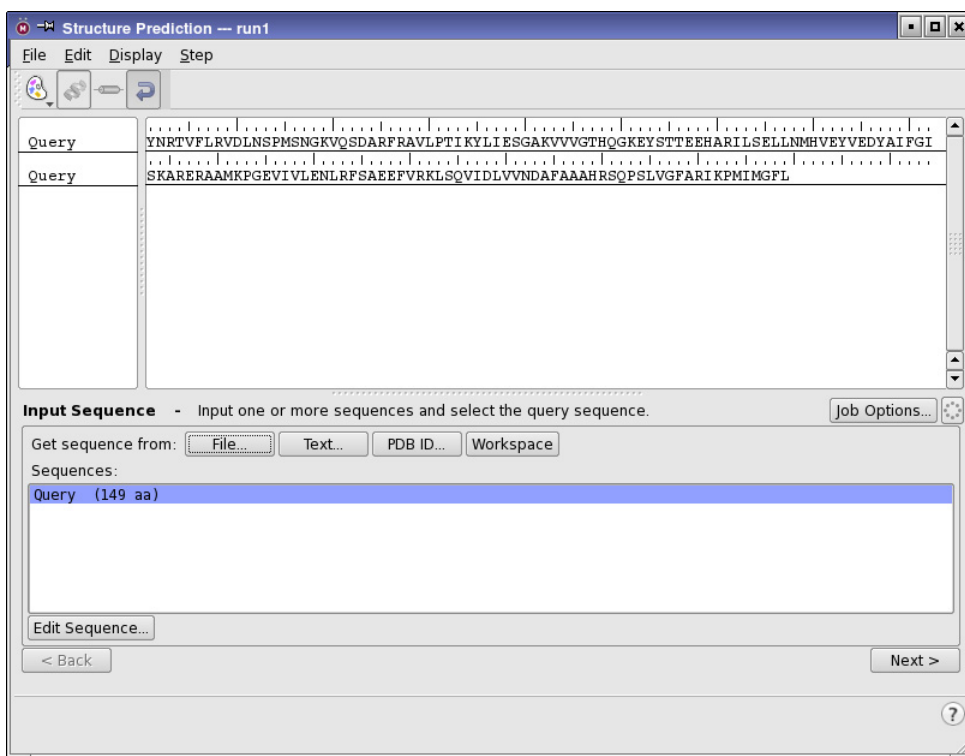 Structure Prediction --- run1
File Edit Display Step
Query YNRTVFLRVDLNSPMSNGKVQSDARFRAVLPTIKYLIESGAKVVVGTHQGKEYSTTEEHARILSELLNMHVEYVEDYAIFGI
Query SKARERAAMKPGEVIVLENLRFSAEEFVRKLSQVIDLVVNDAFAAAHRSQPSLVGFARIKPMIMGFL
Input Sequence - Input one or more sequences and select the query sequence. Job Options...
Get sequence from: File... Text... PDB ID... Workspace
Sequences:
Query (149 aa)
Edit Sequence...
< Back Next >
?